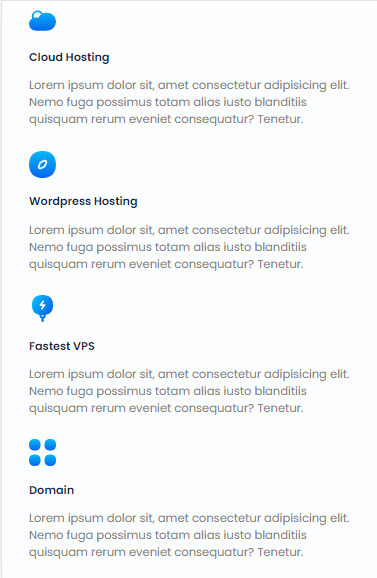 Cloud Hosting
Lorem ipsum dolor sit, amet consectetur adipisicing elit.
Nemo fuga possimus totam alias iusto blanditiis
quisquam rerum eveniet consequatur? Tenetur.
Wordpress Hosting
Lorem ipsum dolor sit, amet consectetur adipisicing elit.
Nemo fuga possimus totam alias iusto blanditiis
quisquam rerum eveniet consequatur? Tenetur.
Fastest VPS
Lorem ipsum dolor sit, amet consectetur adipisicing elit.
Nemo fuga possimus totam alias iusto blanditiis
quisquam rerum eveniet consequatur? Tenetur.
Domain
Lorem ipsum dolor sit, amet consectetur adipisicing elit.
Nemo fuga possimus totam alias iusto blanditiis
quisquam rerum eveniet consequatur? Tenetur.